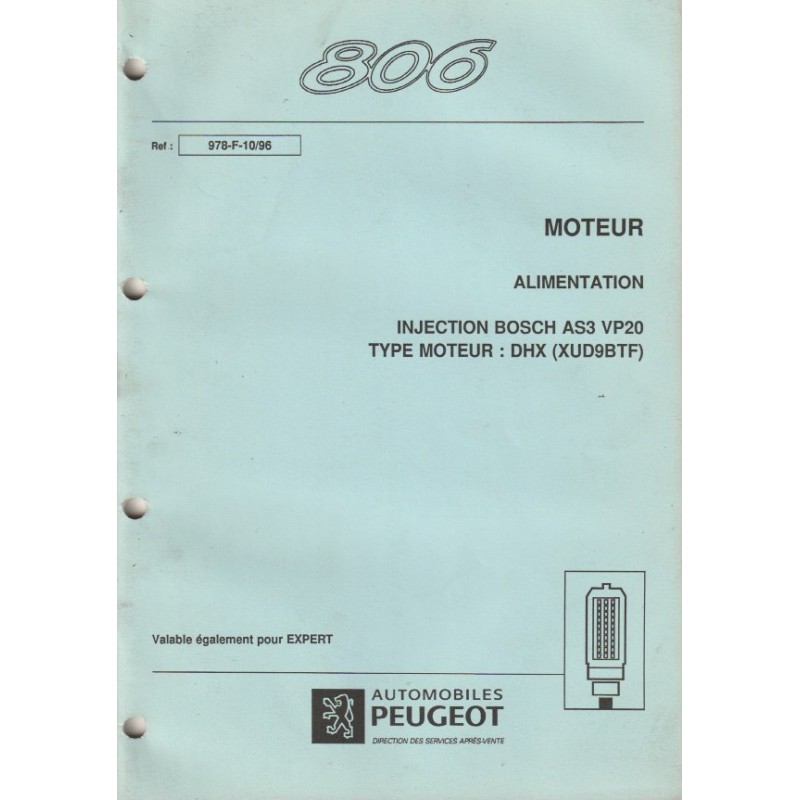 806
Ref : 978-F-10/96
MOTEUR
ALIMENTATION
INJECTION BOSCH AS3 VP20
TYPE MOTEUR : DHX (XUD9BTF)
Valable également pour EXPERT
AUTOMOBILES
PEUGEOT
DIRECTION DES SERVICES APRÈS-VENTE